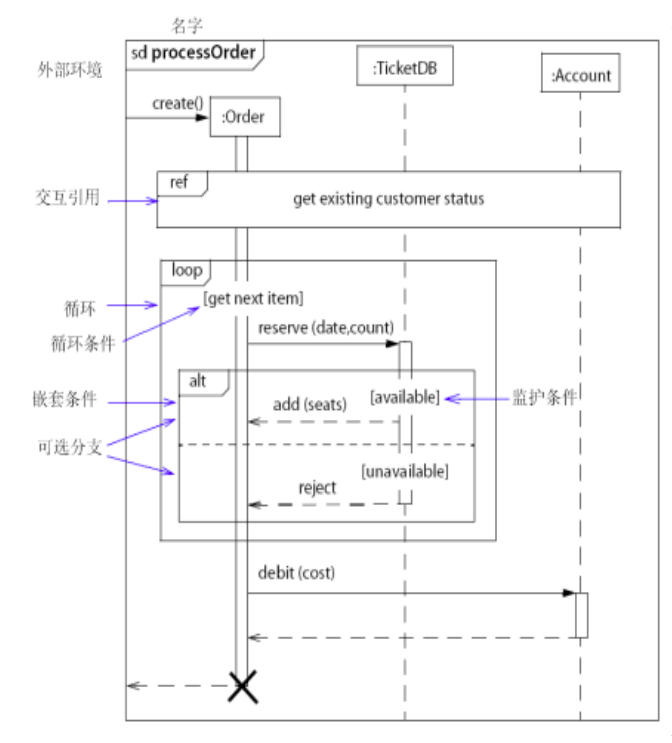 名字
sd processOrder
外部环境
:TicketDB
:Account
create()
:Order
ref
交互引用
get existing customer status
loop
循环
[get next item]
循环条件
reserve (date,count)
alt
嵌套条件
[available]
监护条件
add (seats)
可选分支
[unavailable]
reject
debit (cost)